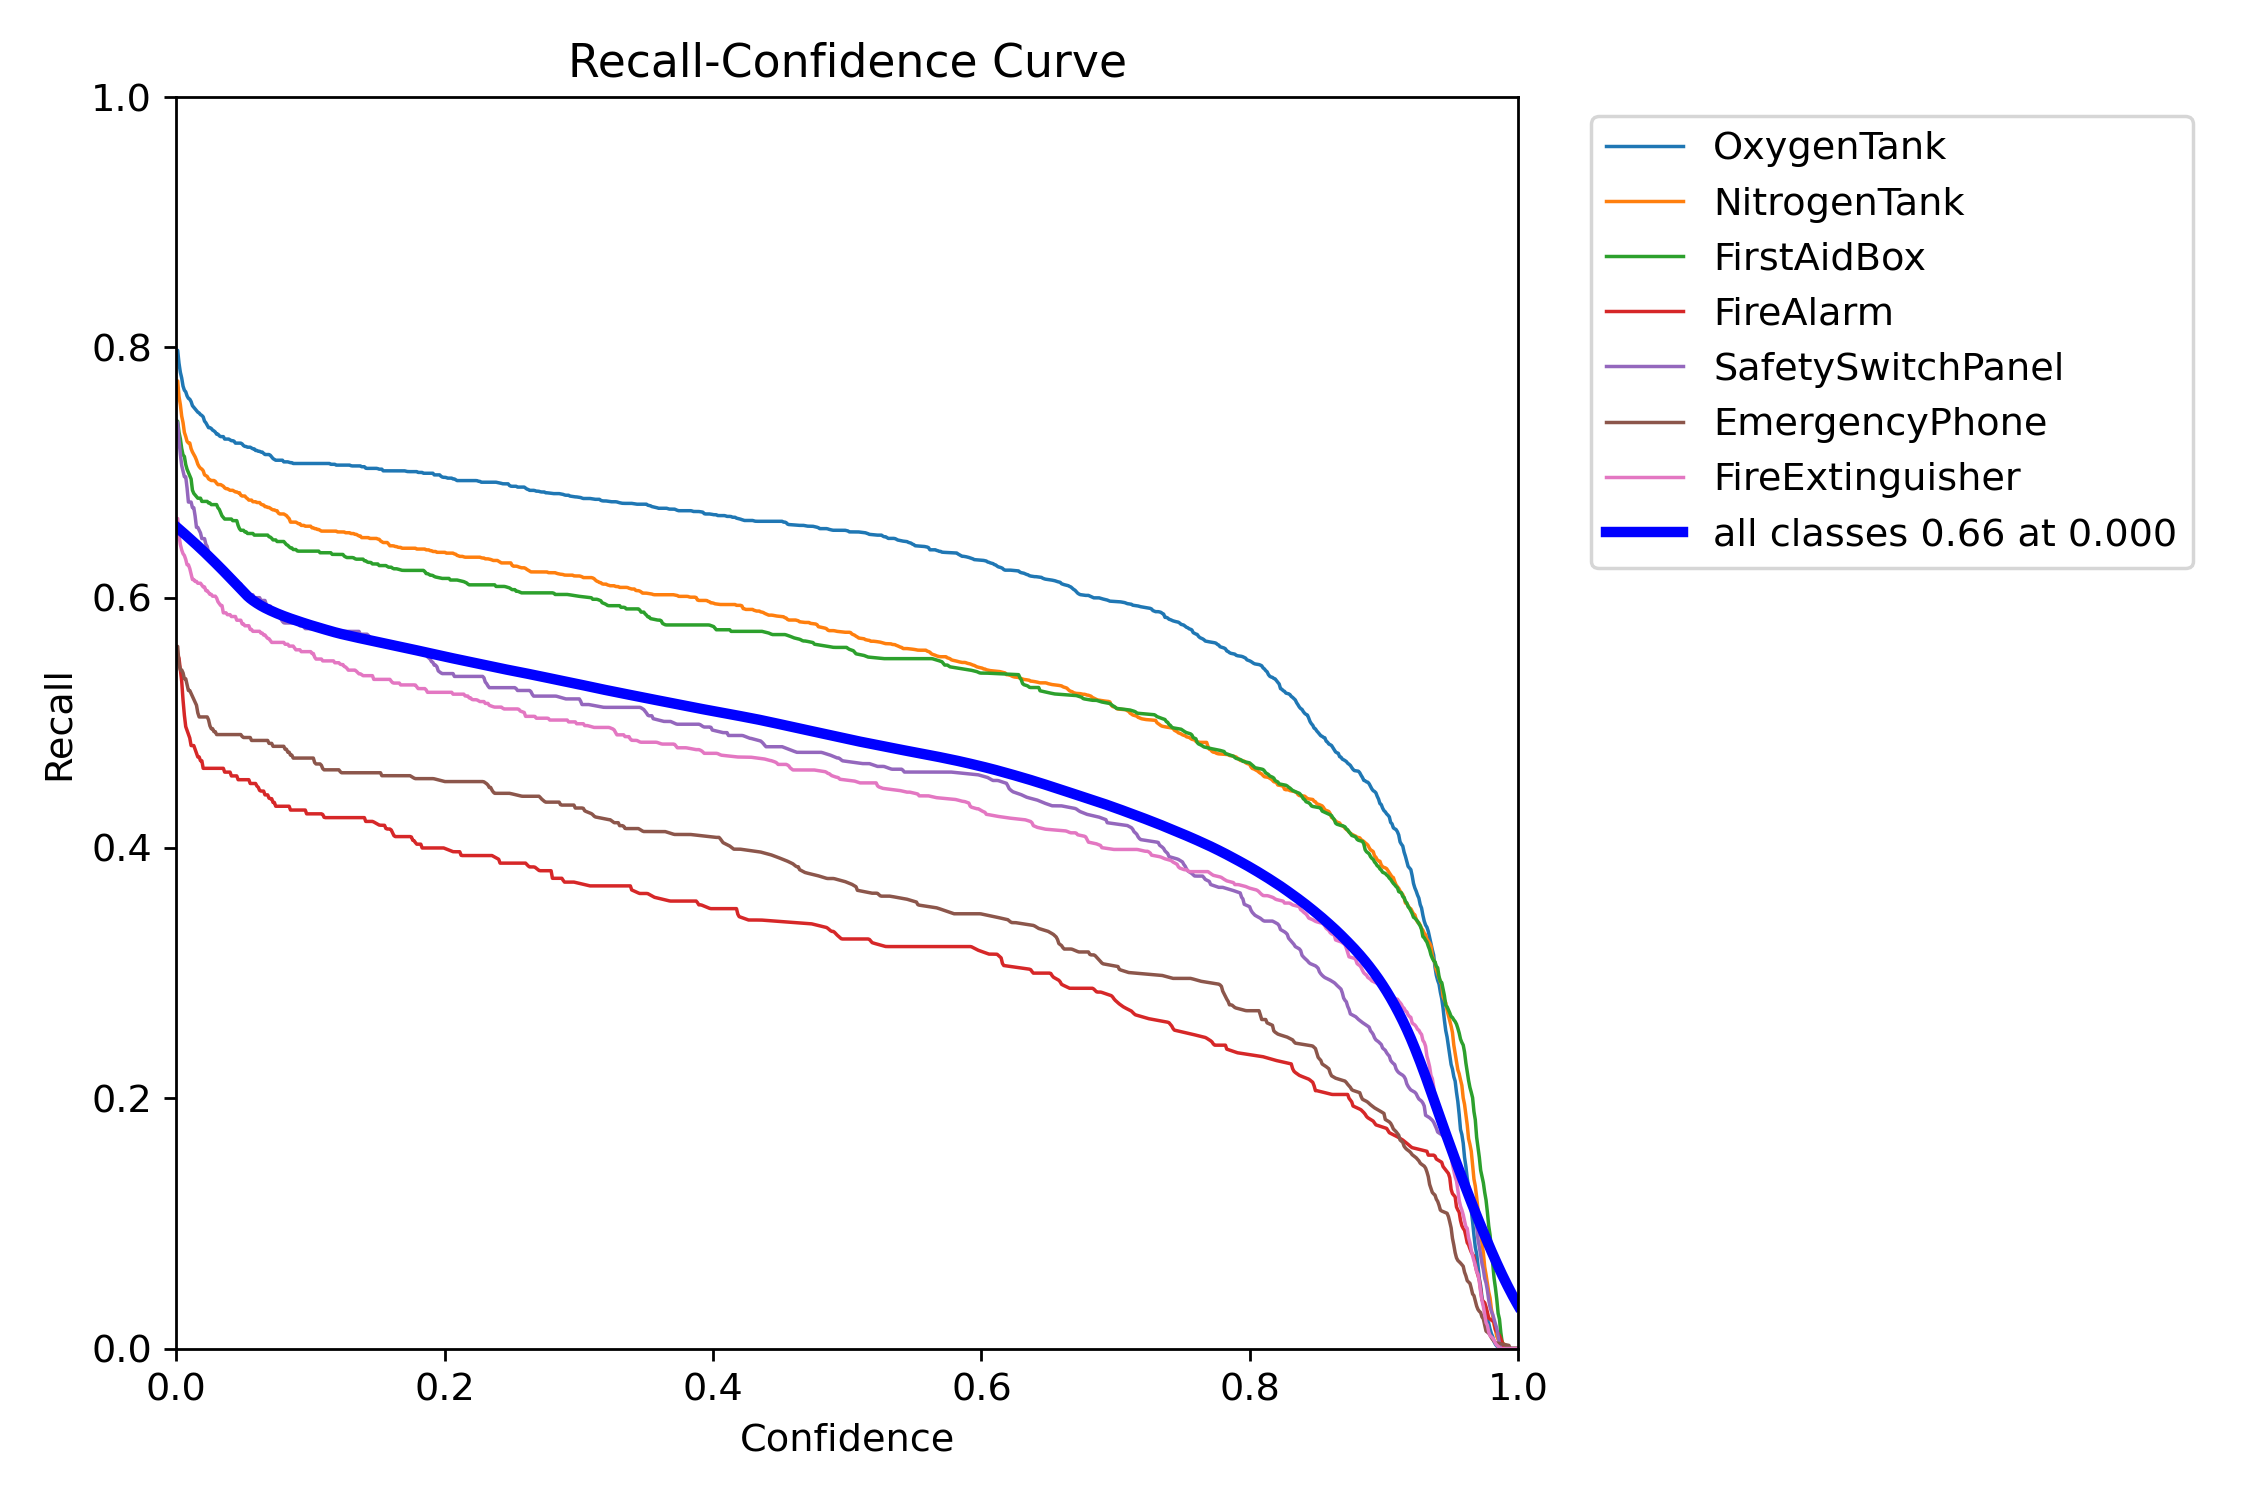 Recall-Confidence Curve
1.0
0.8
0.6
0.4
0.2
0.0
Recall
0.0 0.2 0.4 0.6 0.8 1.0
Confidence
OxygenTank
NitrogenTank
FirstAidBox
FireAlarm
SafetySwitchPanel
EmergencyPhone
FireExtinguisher
all classes 0.66 at 0.000